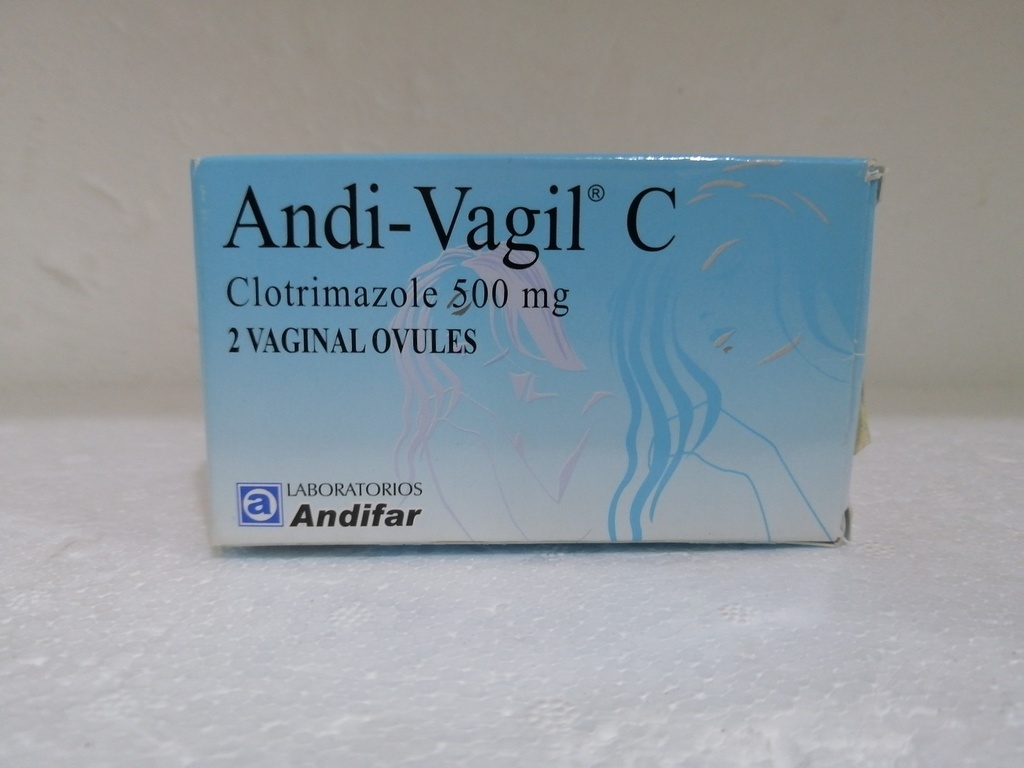 Andi-Vagil® C
Clotrimazole 500 mg
2 VAGINAL OVULES
a LABORATORIOS
Andifar